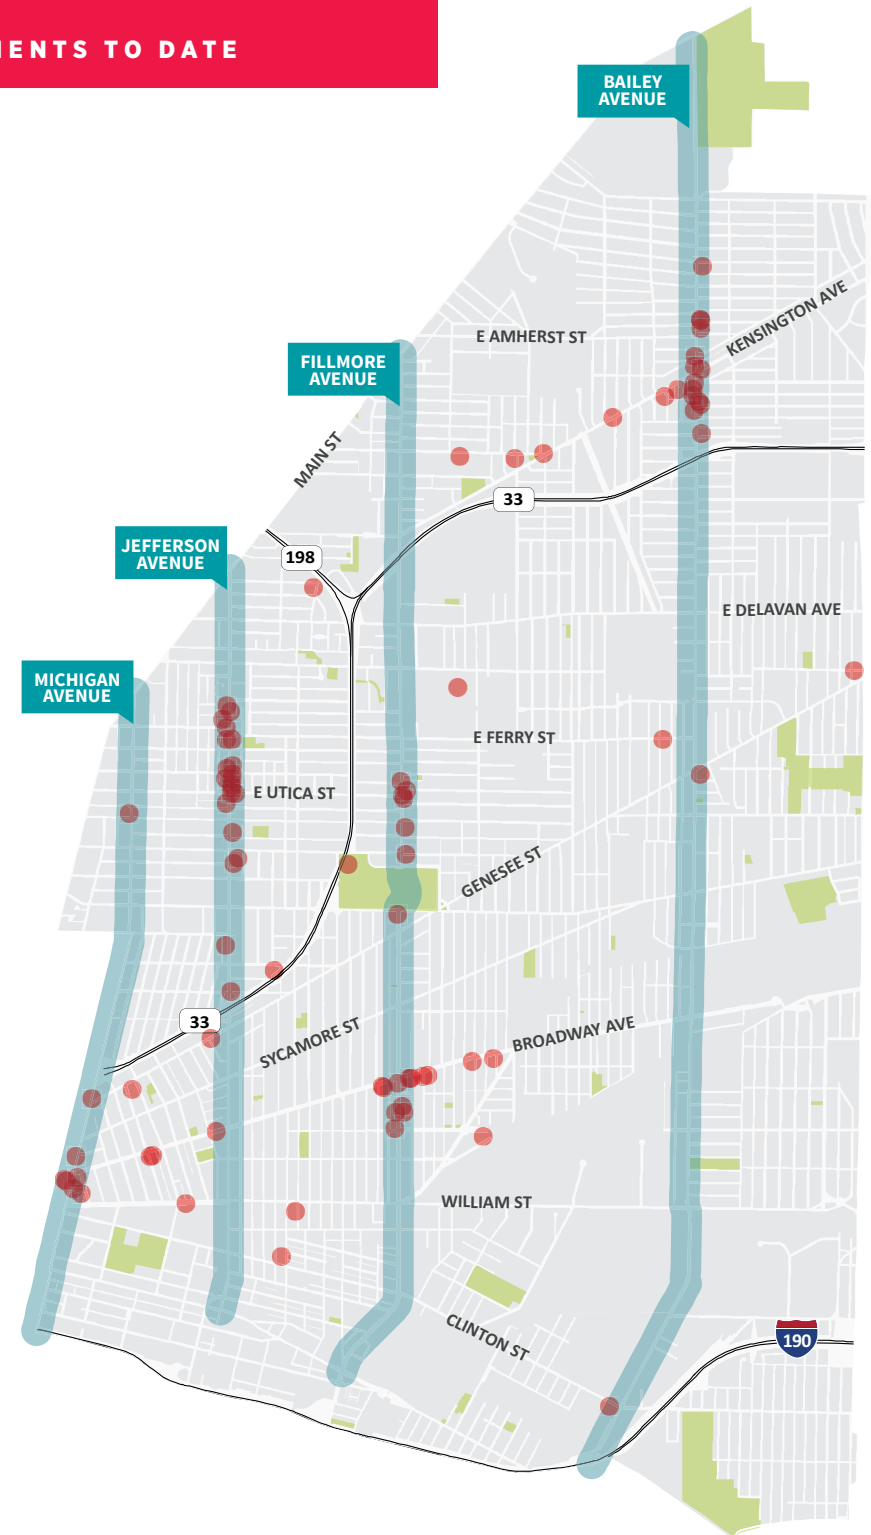 MENTS TO DATE
BAILEY
AVENUE
KENSINGTON AVE
E AMHERST ST
FILLMORE
AVENUE
MAIN ST
33
JEFFERSON
AVENUE
198
E DELAVAN AVE
MICHIGAN
AVENUE
E FERRY ST
E UTICA ST
GENESEE ST
33
SYCAMORE ST
BROADWAY AVE
WILLIAM ST
CLINTON ST
190